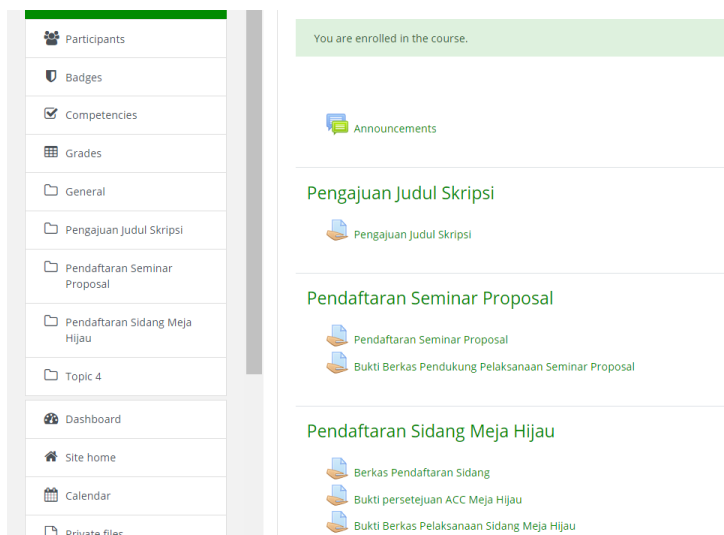 Participants
Badges
Competencies
Grades
General
Pengajuan Judul Skripsi
Pendaftaran Seminar
Proposal
Pendaftaran Sidang Meja
Hijau
Topic 4
Dashboard
Site home
Calendar
Private files
You are enrolled in the course.
Announcements
Pengajuan Judul Skripsi
Pengajuan Judul Skripsi
Pendaftaran Seminar Proposal
Pendaftaran Seminar Proposal
Bukti Berkas Pendukung Pelaksanaan Seminar Proposal
Pendaftaran Sidang Meja Hijau
Berkas Pendaftaran Sidang
Bukti persetejuan ACC Meja Hijau
Bukti Berkas Pelaksanaan Sidang Meja Hijau